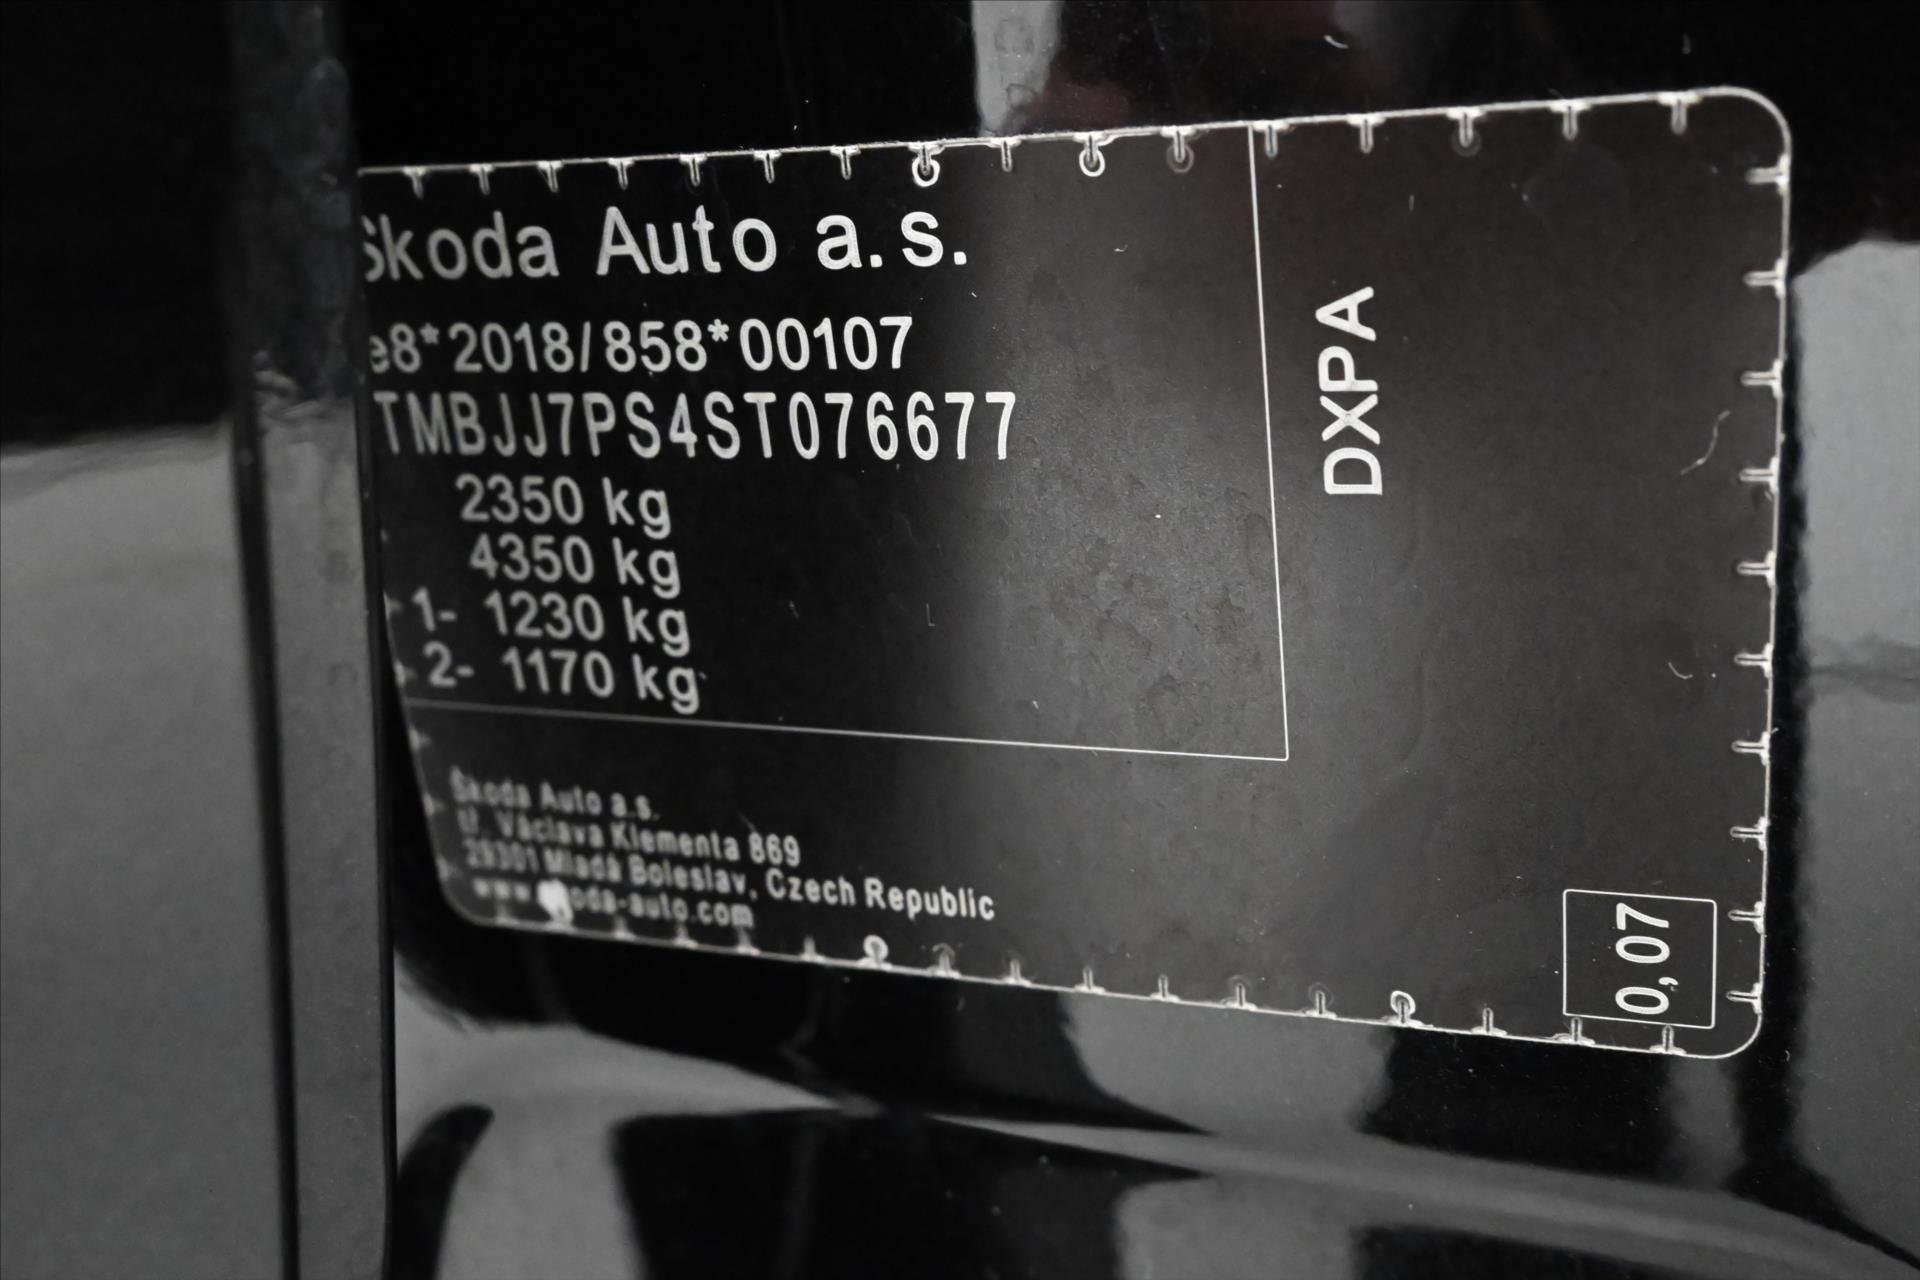 Škoda Auto a.s.
e8*2018/858*00107
TMBJJ7PS4ST076677
2350 kg
4350 kg
1- 1230 kg
2- 1170 kg
DXPA
Škoda Auto a.s.
tř. Václava Klementa 869
29301 Mladá Boleslav, Czech Republic
www.skoda-auto.com
0,07